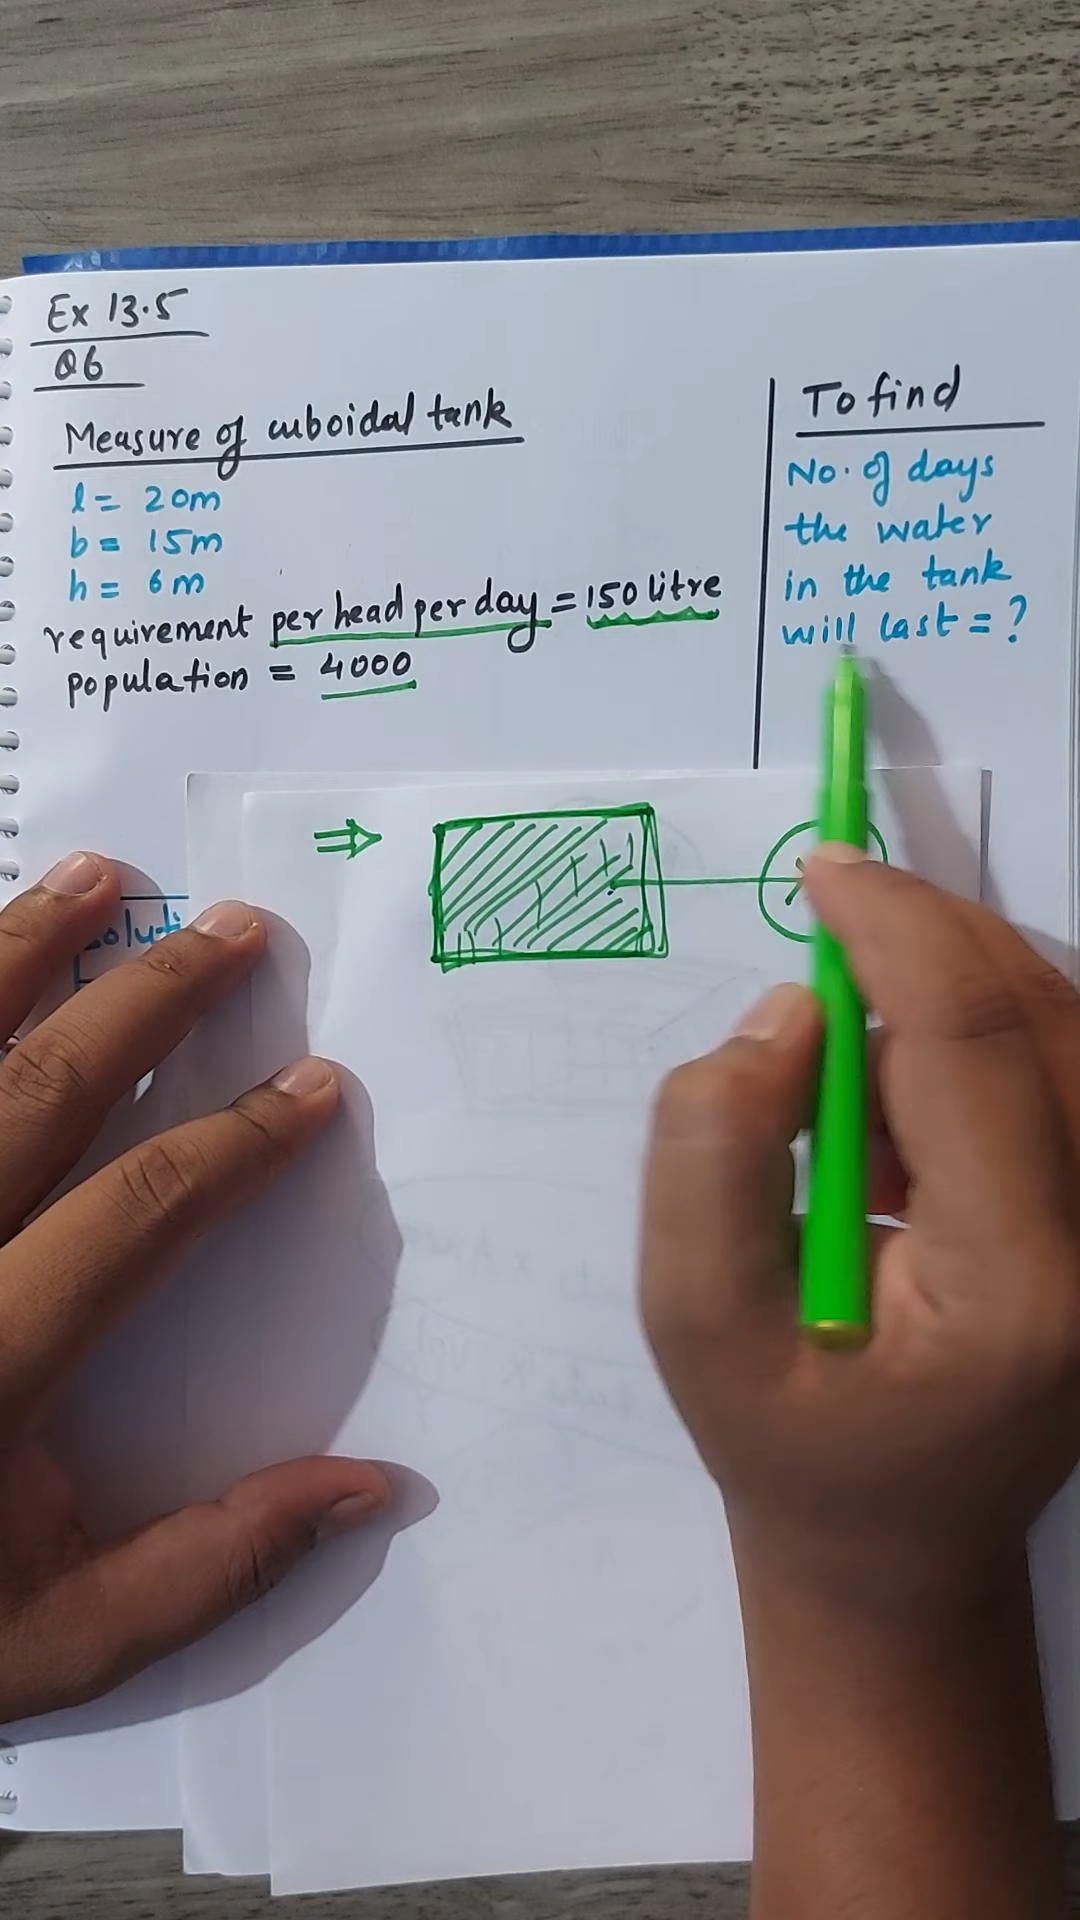 Ex 13.5
Q6
Measure of cuboidal tank
l = 20m
b = 15m
h = 6m
requirement per head per day = 150 litre
population = 4000
To find
No. of days
the water
in the tank
will last = ?